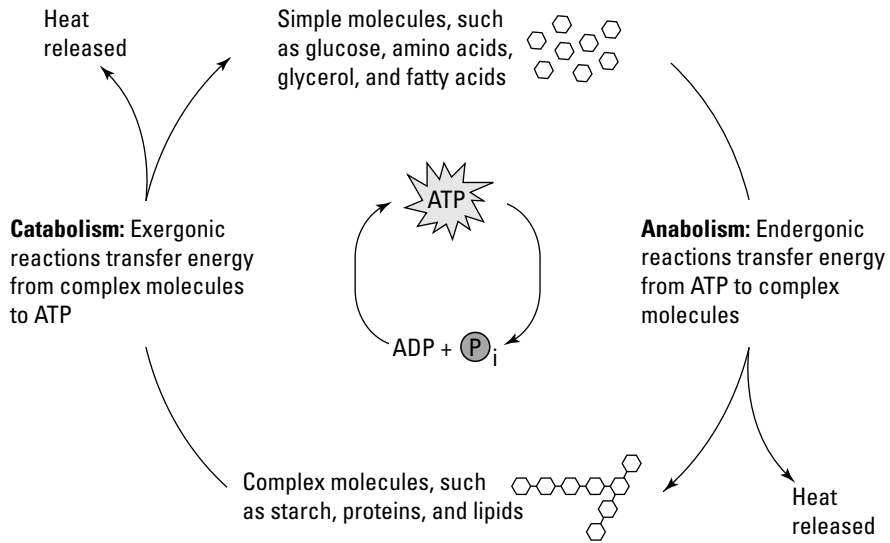 Heat
released
Simple molecules, such
as glucose, amino acids,
glycerol, and fatty acids
ATP
Catabolism: Exergonic
reactions transfer energy
from complex molecules
to ATP
Anabolism: Endergonic
reactions transfer energy
from ATP to complex
molecules
ADP + P i
Complex molecules, such
as starch, proteins, and lipids
Heat
released